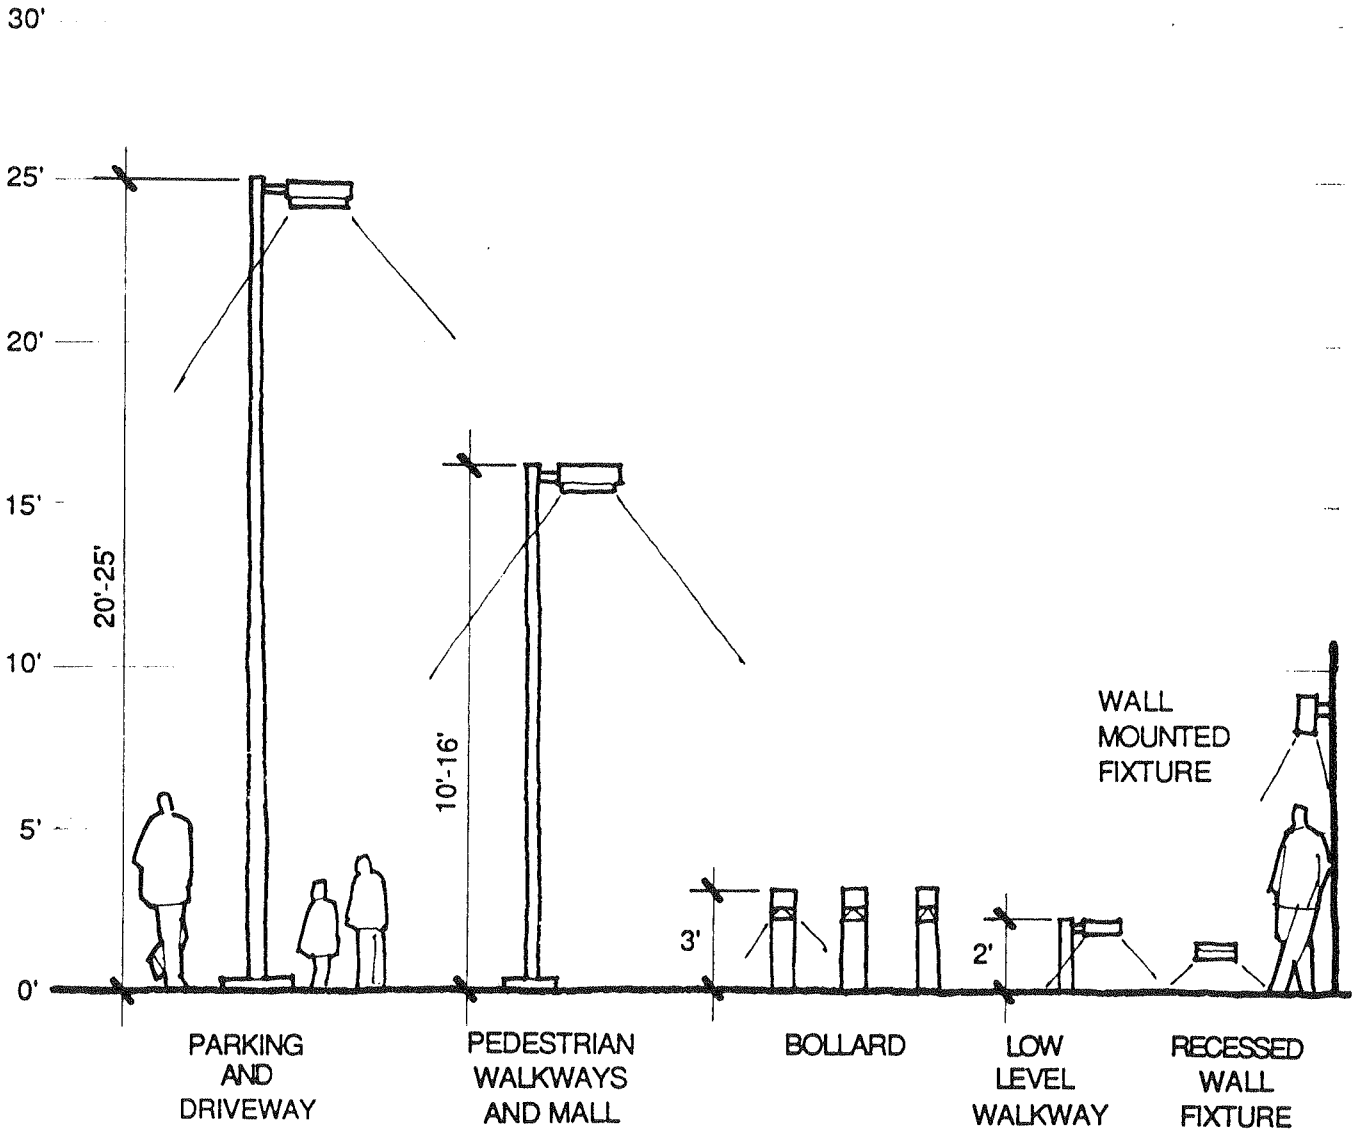 30'
25'
20'
15'
10'
5'
0'
20'-25'
10'-16'
3'
2'
WALL
MOUNTED
FIXTURE
PARKING
AND
DRIVEWAY
PEDESTRIAN
WALKWAYS
AND MALL
BOLLARD
LOW
LEVEL
WALKWAY
RECESSED
WALL
FIXTURE